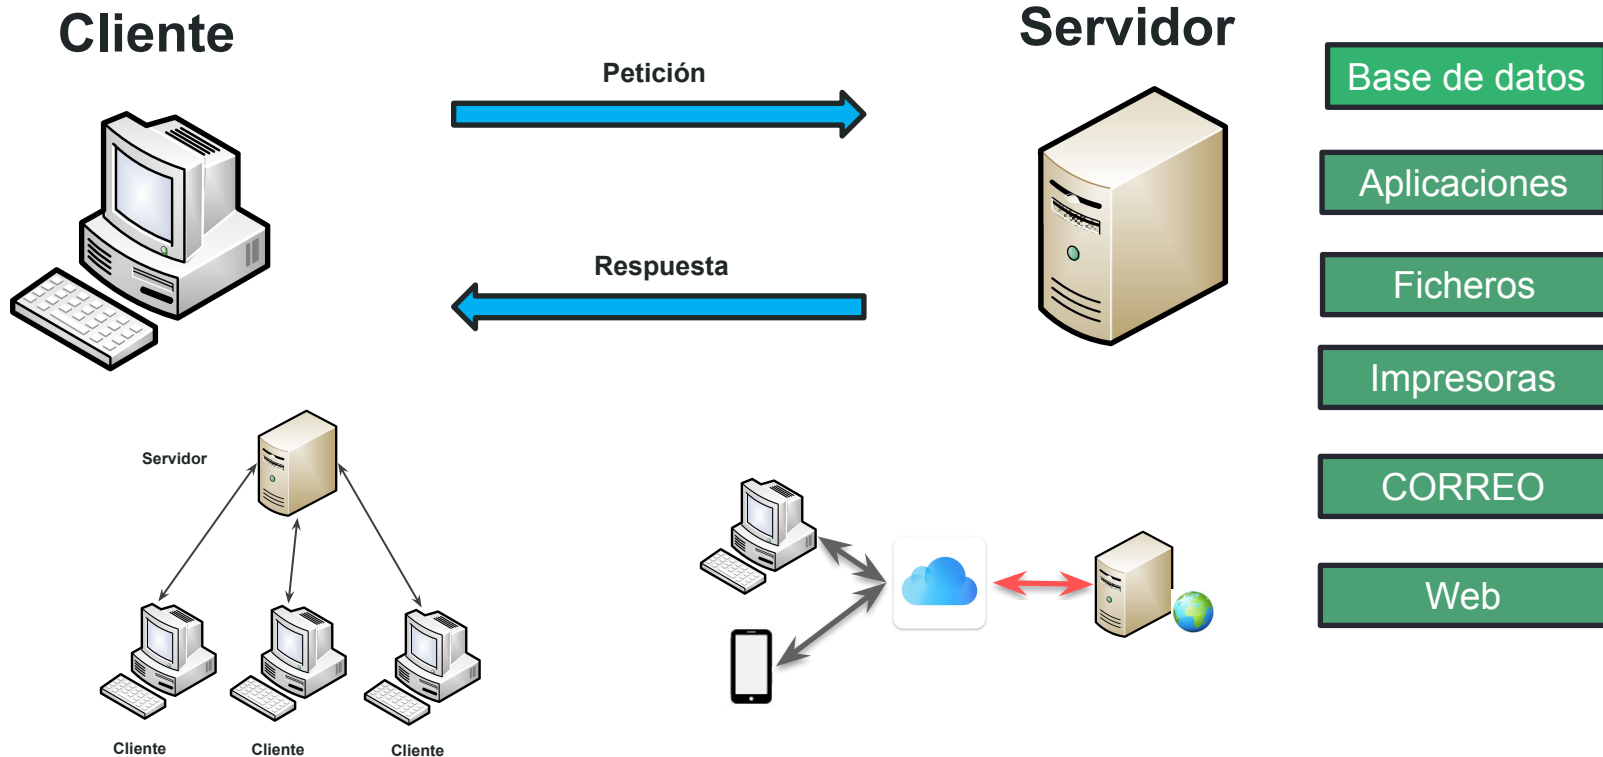 Cliente
Servidor
Petición
Respuesta
Base de datos
Aplicaciones
Ficheros
Impresoras
CORREO
Web
Servidor
Cliente
Cliente
Cliente